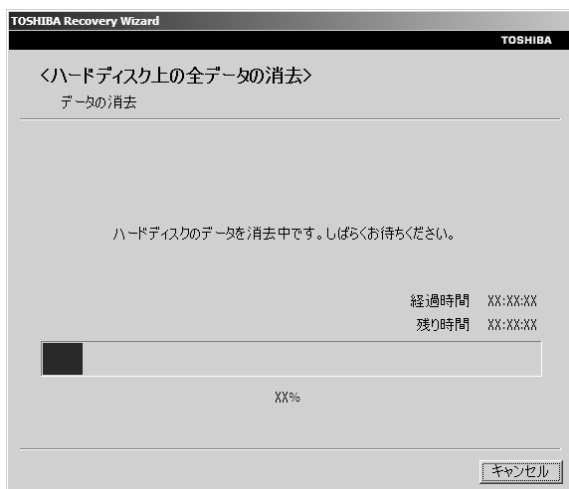 TOSHIBA Recovery Wizard
TOSHIBA
<ハードディスク上の全データの消去>
データの消去
ハードディスクのデータを消去中です。しばらくお待ちください。
経過時間 XX:XX:XX
残り時間 XX:XX:XX
XX%
キャンセル